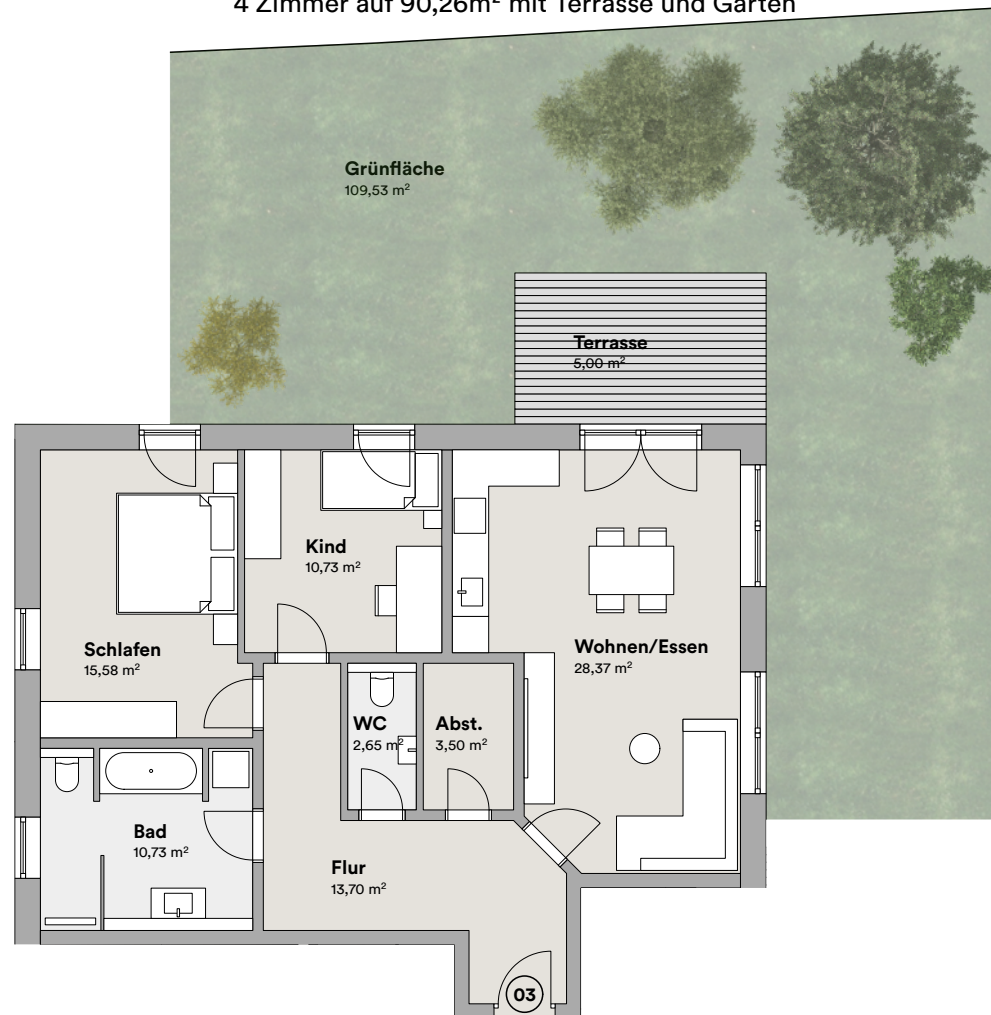 4 Zimmer auf 90,26m² mit Terrasse und Garten
Grünfläche
109,53 m²
Terrasse
5,00 m²
Kind
10,73 m²
Schlafen
15,58 m²
Wohnen/Essen
28,37 m²
WC
2,65 m²
Abst.
3,50 m²
Bad
10,73 m²
Flur
13,70 m²
03